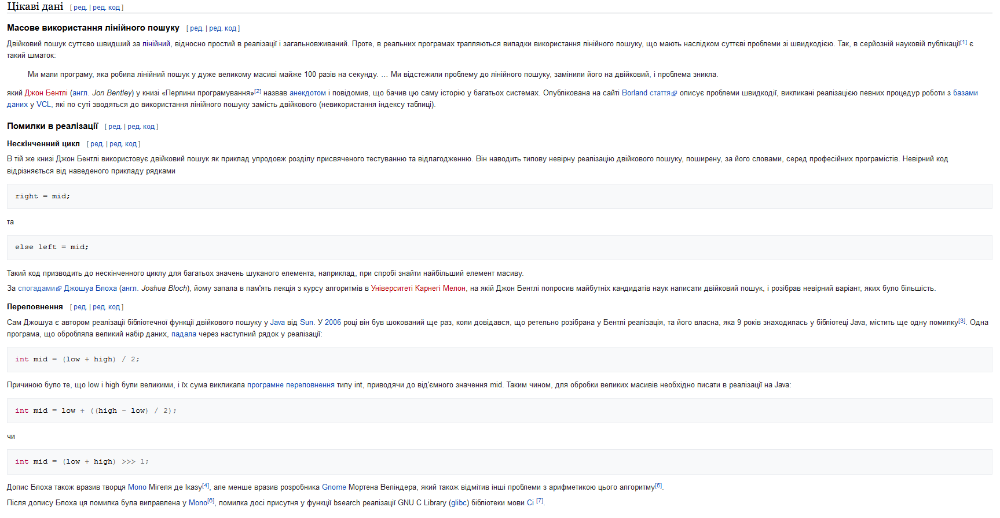 Цікаві дані [ ред. | ред. код ]
Масове використання лінійного пошуку [ ред. | ред. код ]
Двійковий пошук суттєво швидший за лінійний, відносно простий в реалізації і загальновживаний. Проте, в реальних програмах трапляються випадки використання лінійного пошуку, що мають наслідком суттєві проблеми зі швидкодією. Так, в серйозній науковій публікації[1] є
такий шматок:
Ми мали програму, яка робила лінійний пошук у дуже великому масиві майже 100 разів на секунду. … Ми відстежили проблему до лінійного пошуку, замінили його на двійковий, і проблема зникла.
який Джон Бентлі (англ. Jon Bentley) у книзі «Перлини програмування»[2] назвав анекдотом і повідомив, що бачив цю саму історію у багатьох системах. Опублікована на сайті Borland стаття описує проблеми швидкодії, викликані реалізацією певних процедур роботи з базами
даних у VCL, які по суті зводяться до використання лінійного пошуку замість двійкового (невикористання індексу таблиці).
Помилки в реалізації [ ред. | ред. код ]
Нескінченний цикл [ ред. | ред. код ]
В тій же книзі Джон Бентлі використовує двійковий пошук як приклад упродовж розділу присвяченого тестуванню та відлагодженню. Він наводить типову невірну реалізацію двійкового пошуку, поширену, за його словами, серед професійних програмістів. Невірний код
відрізняється від наведеного прикладу рядками
right = mid;
та
else left = mid;
Такий код призводить до нескінченного циклу для багатьох значень шуканого елемента, наприклад, при спробі знайти найбільший елемент масиву.
За спогадами Джошуа Блоха (англ. Joshua Bloch), йому запала в пам'ять лекція з курсу алгоритмів в Університеті Карнегі Мелон, на якій Джон Бентлі попросив майбутніх кандидатів наук написати двійковий пошук, і розібрав невірний варіант, яких було більшість.
Переповнення [ ред. | ред. код ]
Сам Джошуа є автором реалізації бібліотечної функції двійкового пошуку у Java від Sun. У 2006 році він був шокований ще раз, коли довідався, що ретельно розібрана у Бентлі реалізація, та його власна, яка 9 років знаходилась у бібліотеці Java, містить ще одну помилку[3]. Одна
програма, що обробляла великий набір даних, падала через наступний рядок у реалізації:
int mid = (low + high) / 2;
Причиною було те, що low і high були великими, і їх сума викликала програмне переповнення типу int, приводячи до від'ємного значення mid. Таким чином, для обробки великих масивів необхідно писати в реалізації на Java:
int mid = low + ((high - low) / 2);
чи
int mid = (low + high) >>> 1;
Допис Блоха також вразив творця Mono Мігеля де Іказу[4], але менше вразив розробника Gnome Мортена Веліндера, який також відмітив інші проблеми з арифметикою цього алгоритму[5].
Після допису Блоха ця помилка була виправлена у Mono[6], помилка досі присутня у функції bsearch реалізації GNU C Library (glibc) бібліотеки мови Сі [7].